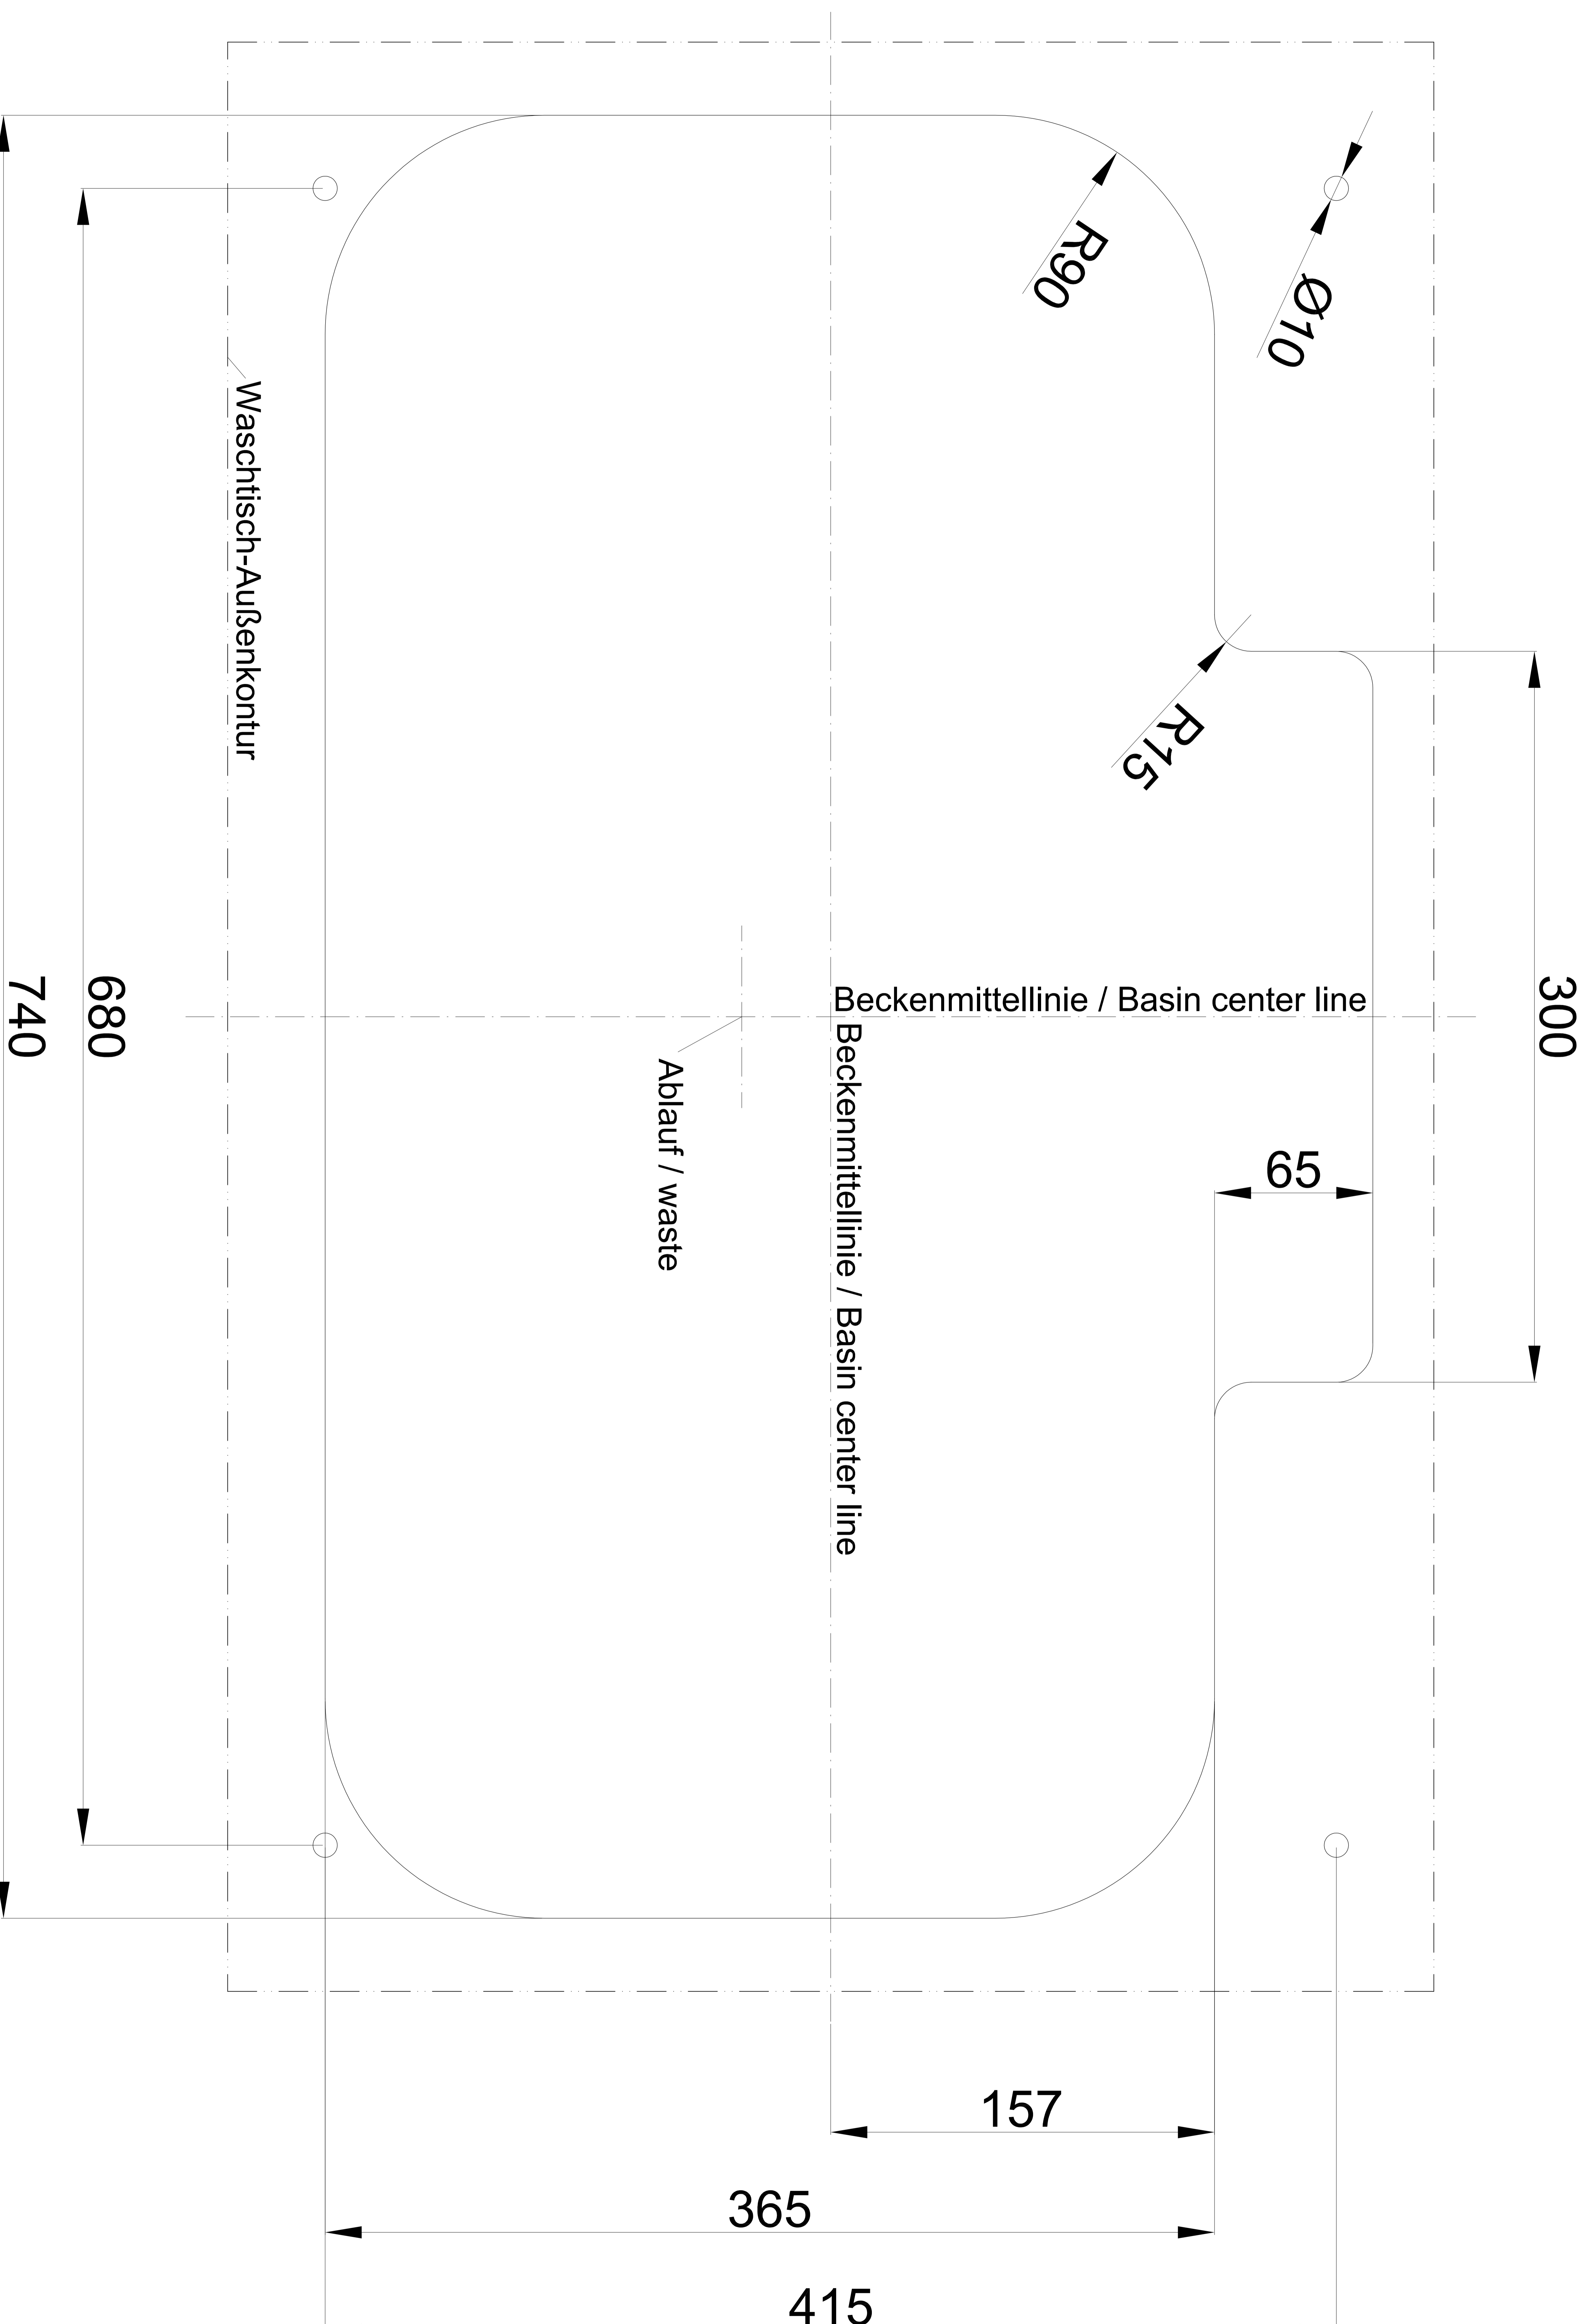 Ø10
R90
Waschtisch-Außenkontur
R15
300
680
740
Beckenmittellinie / Basin center line
Beckenmittellinie / Basin center line
Ablauf / waste
65
157
365
415